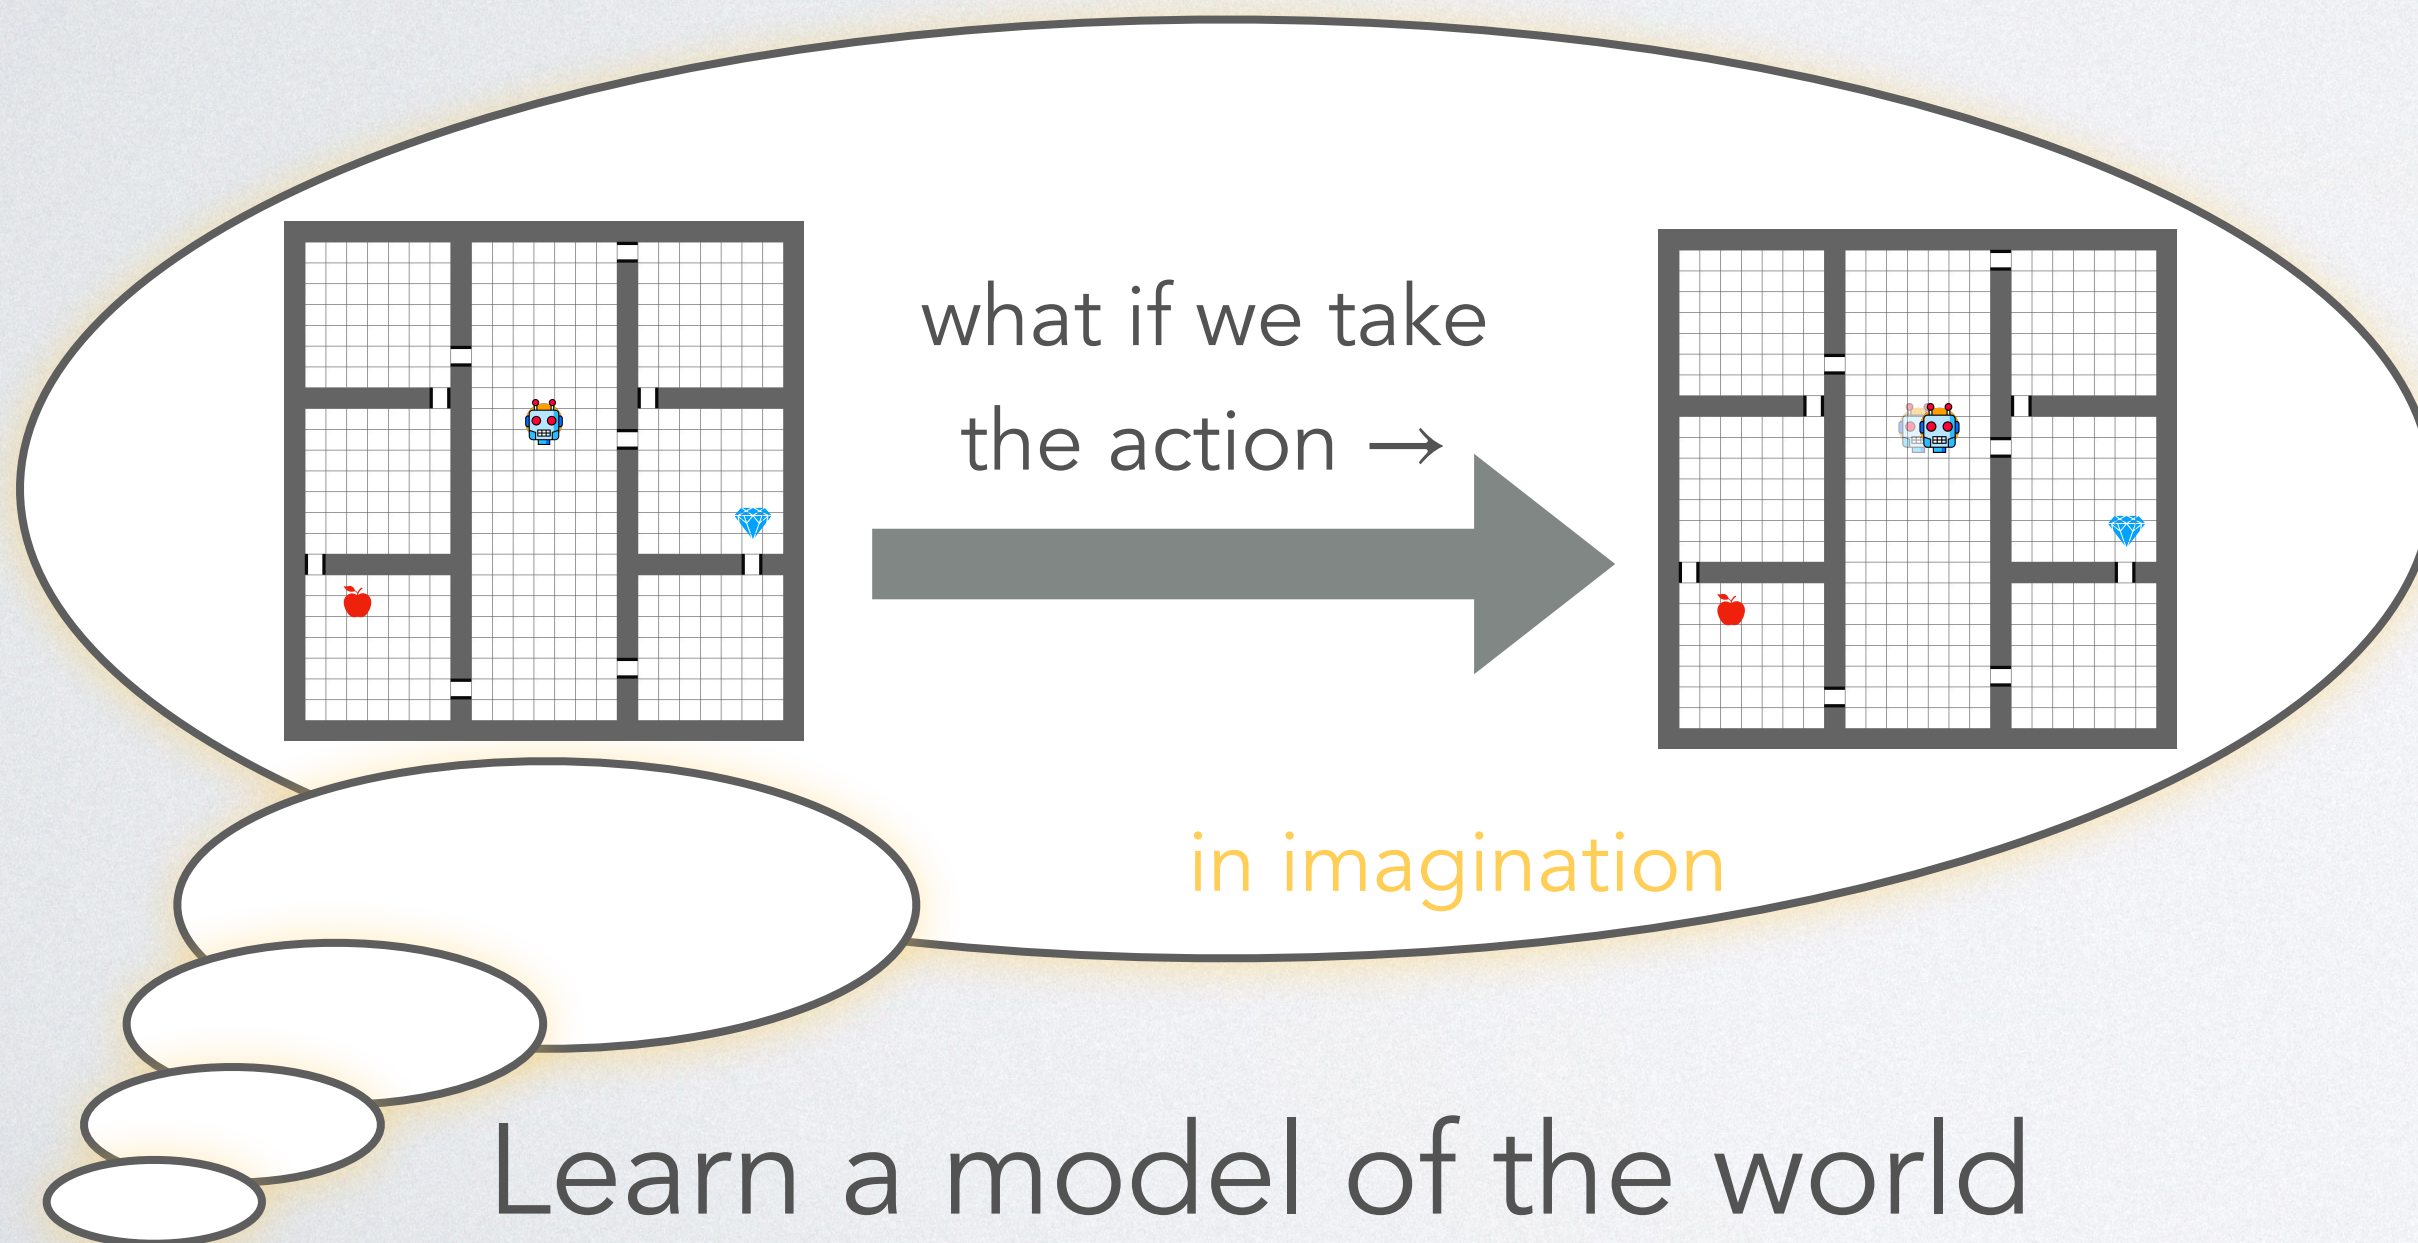 what if we take
the action →
in imagination
Learn a model of the world